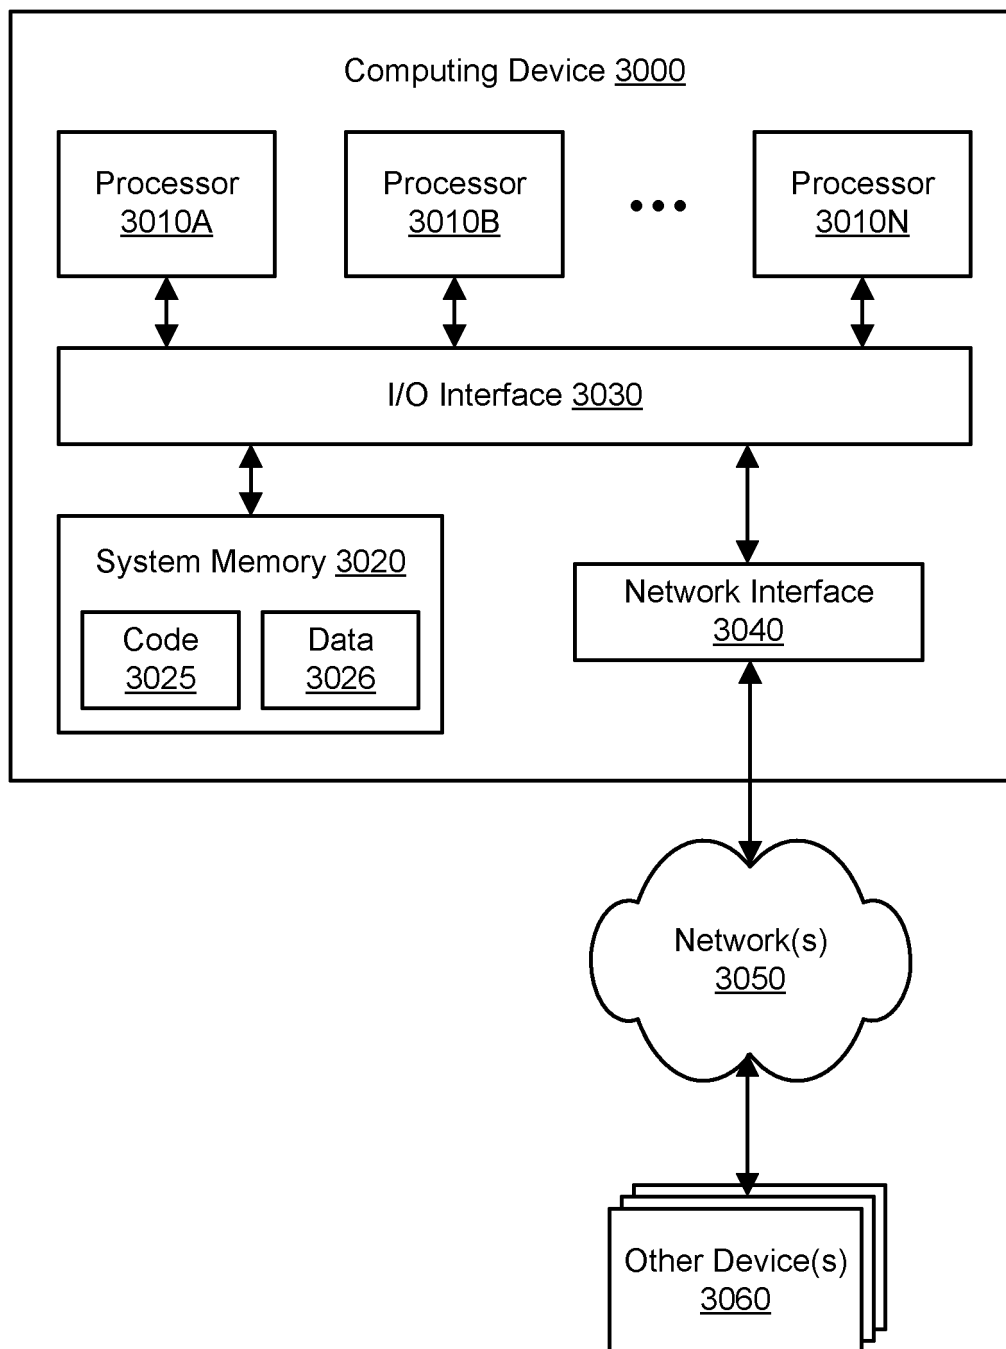 Computing Device 3000
Processor
3010A
Processor
3010B
Processor
3010N
I/O Interface 3030
System Memory 3020
Code
3025
Data
3026
Network Interface
3040
Network(s)
3050
Other Device(s)
3060